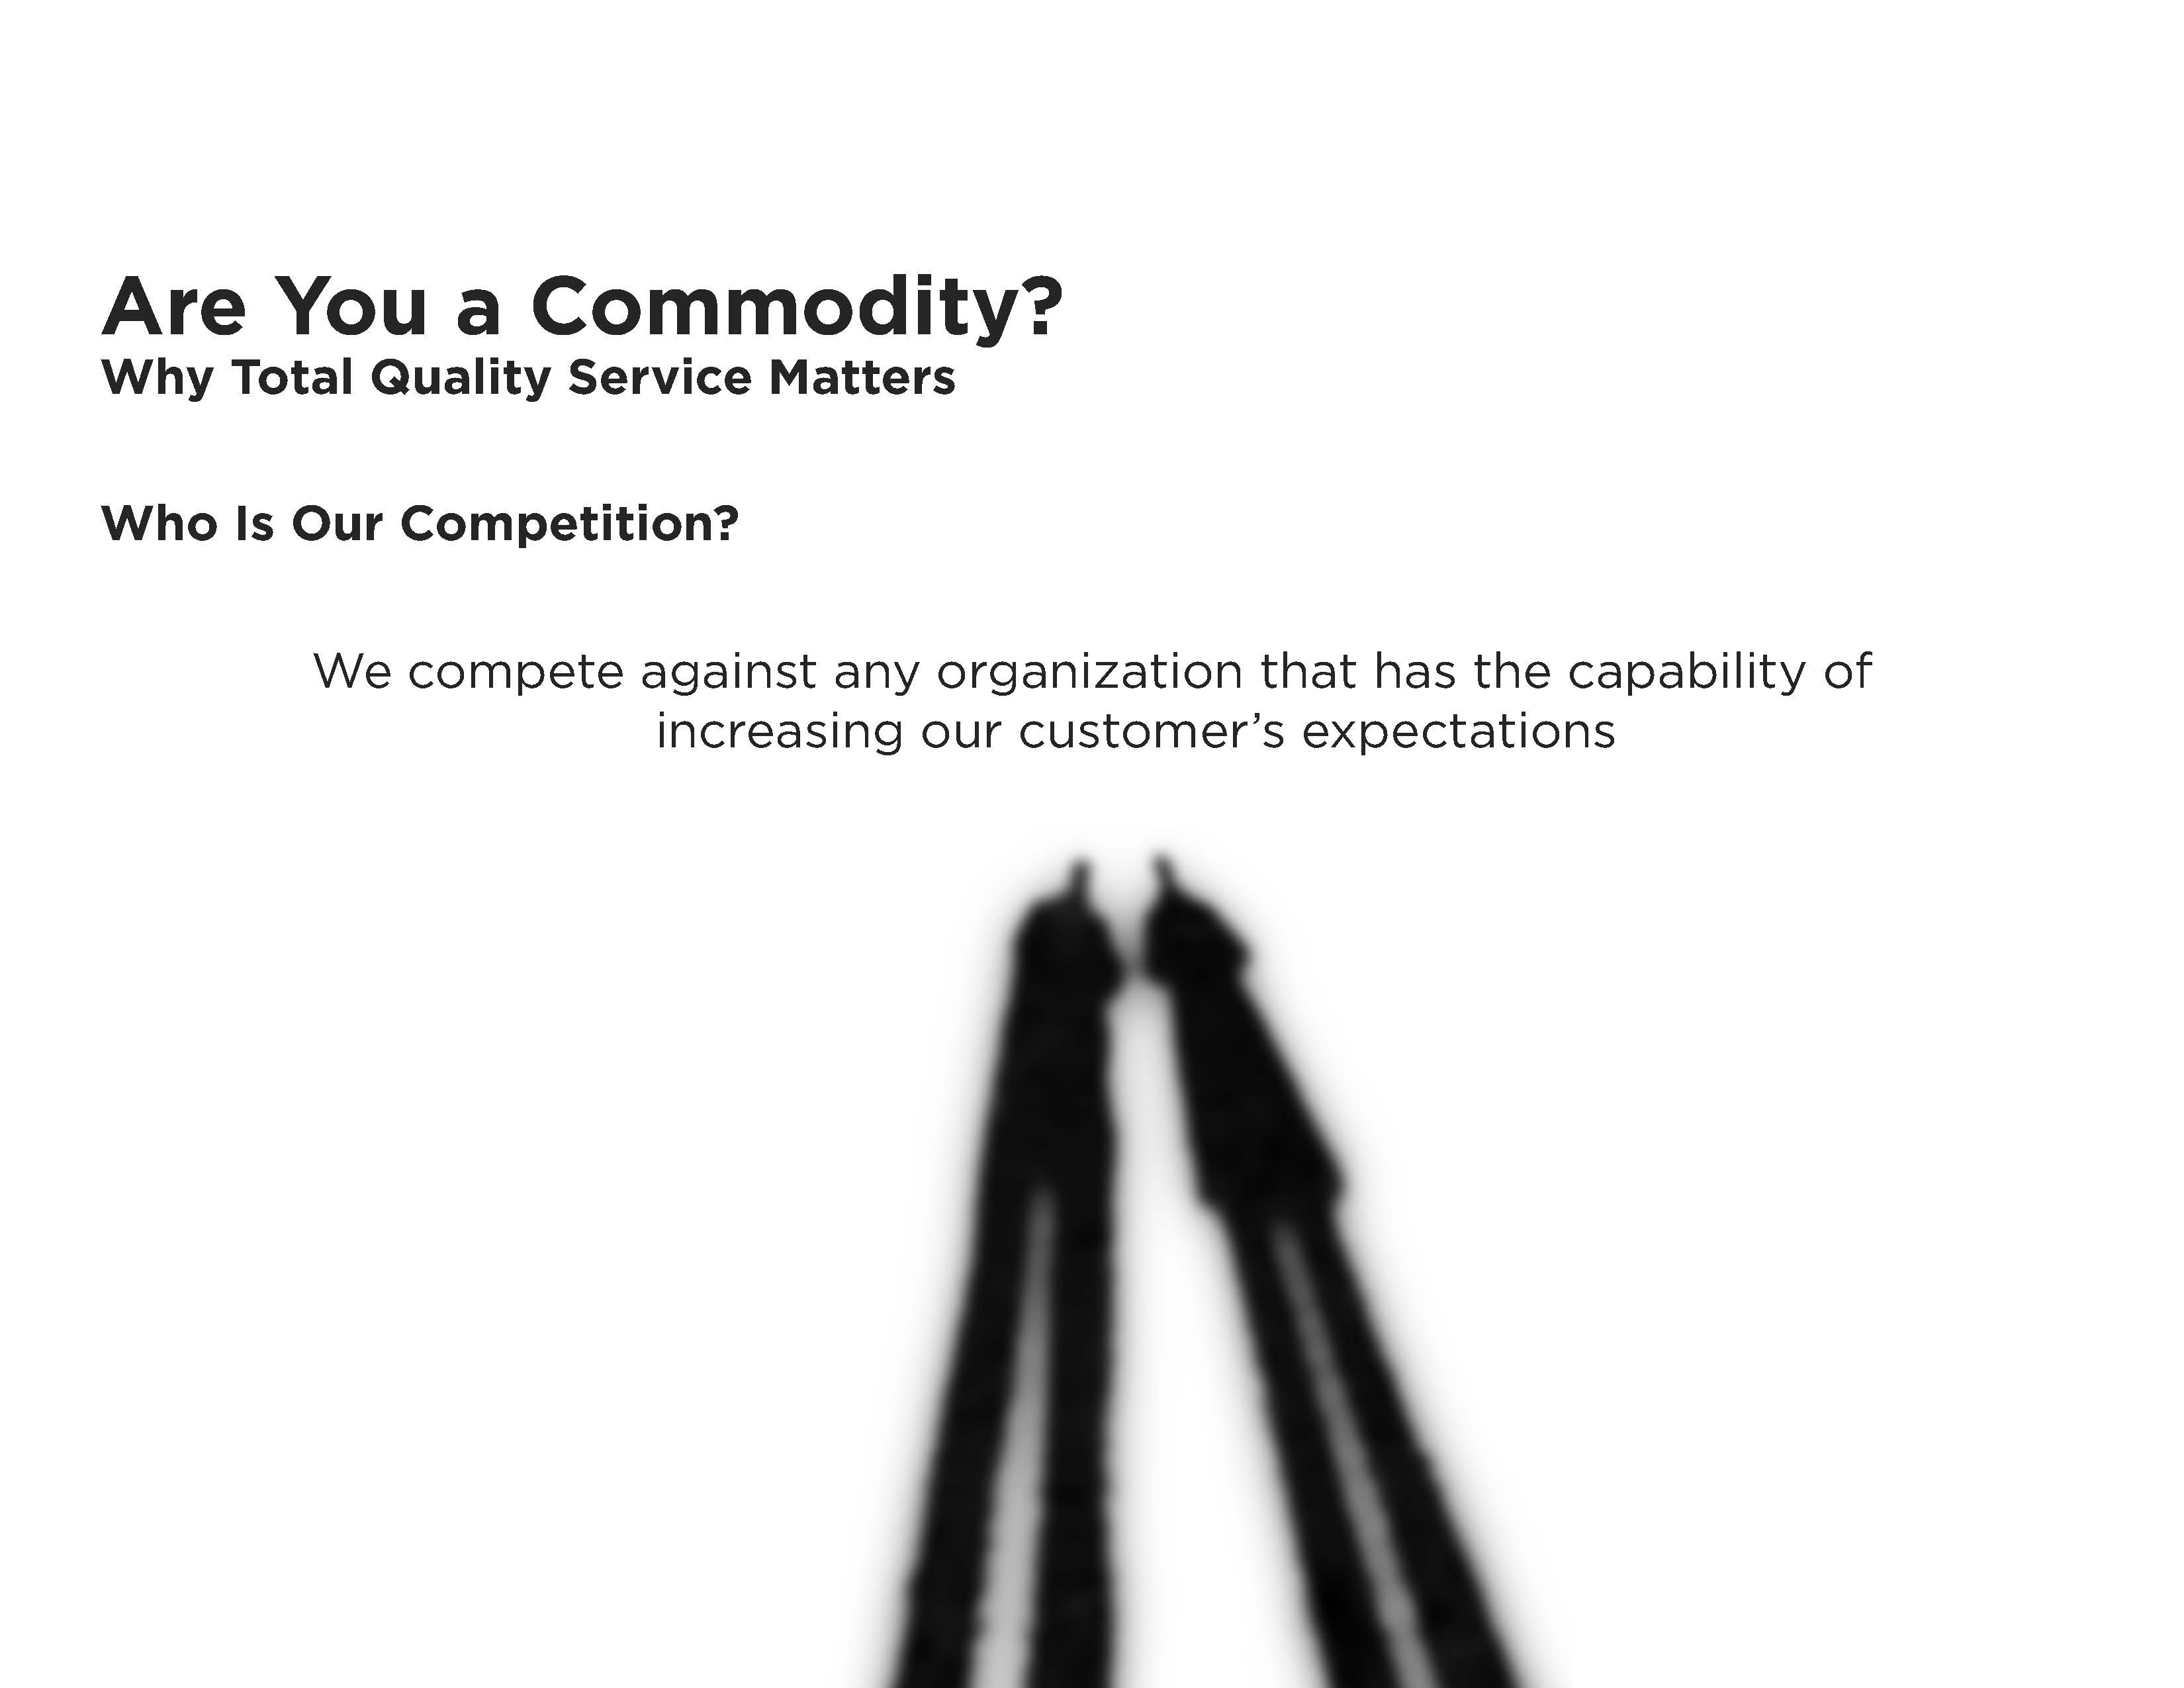 Are You a Commodity?
Why Total Quality Service Matters
Who Is Our Competition?
We compete against any organization that has the capability of
increasing our customer’s expectations